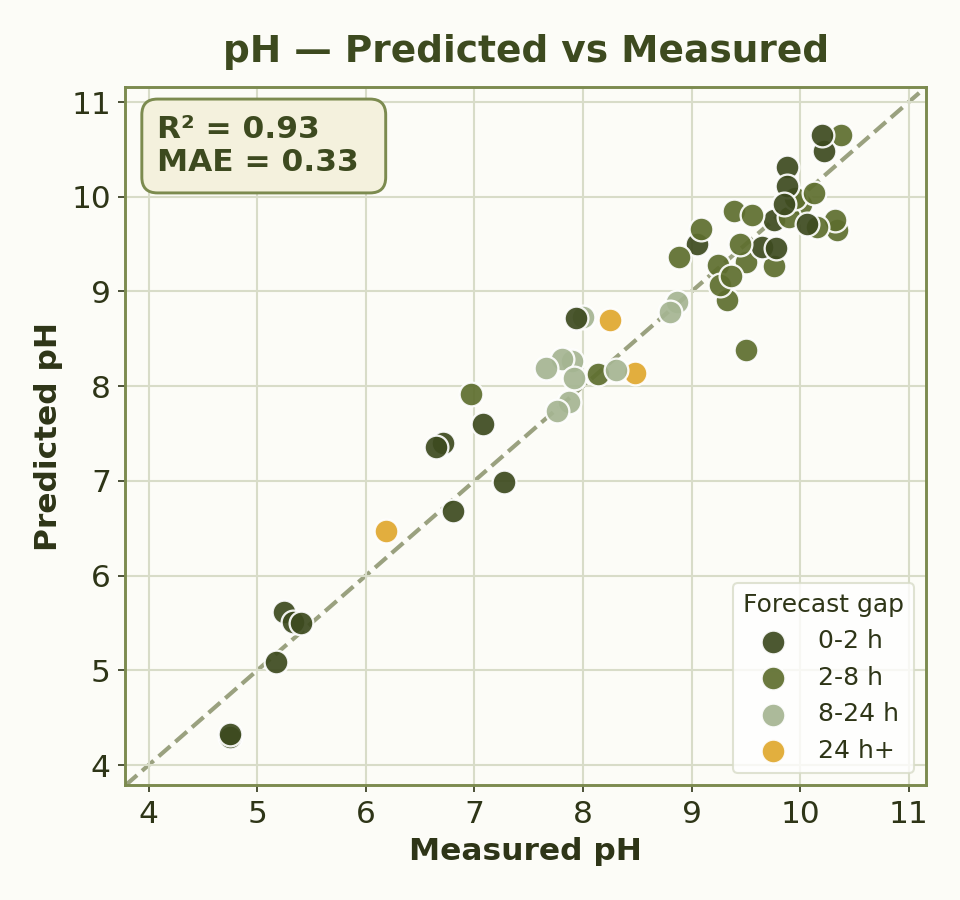 pH — Predicted vs Measured
R² = 0.93
MAE = 0.33
11
10
9
8
7
6
5
4
Predicted pH
Forecast gap
0-2 h
2-8 h
8-24 h
24 h+
4 5 6 7 8 9 10 11
Measured pH